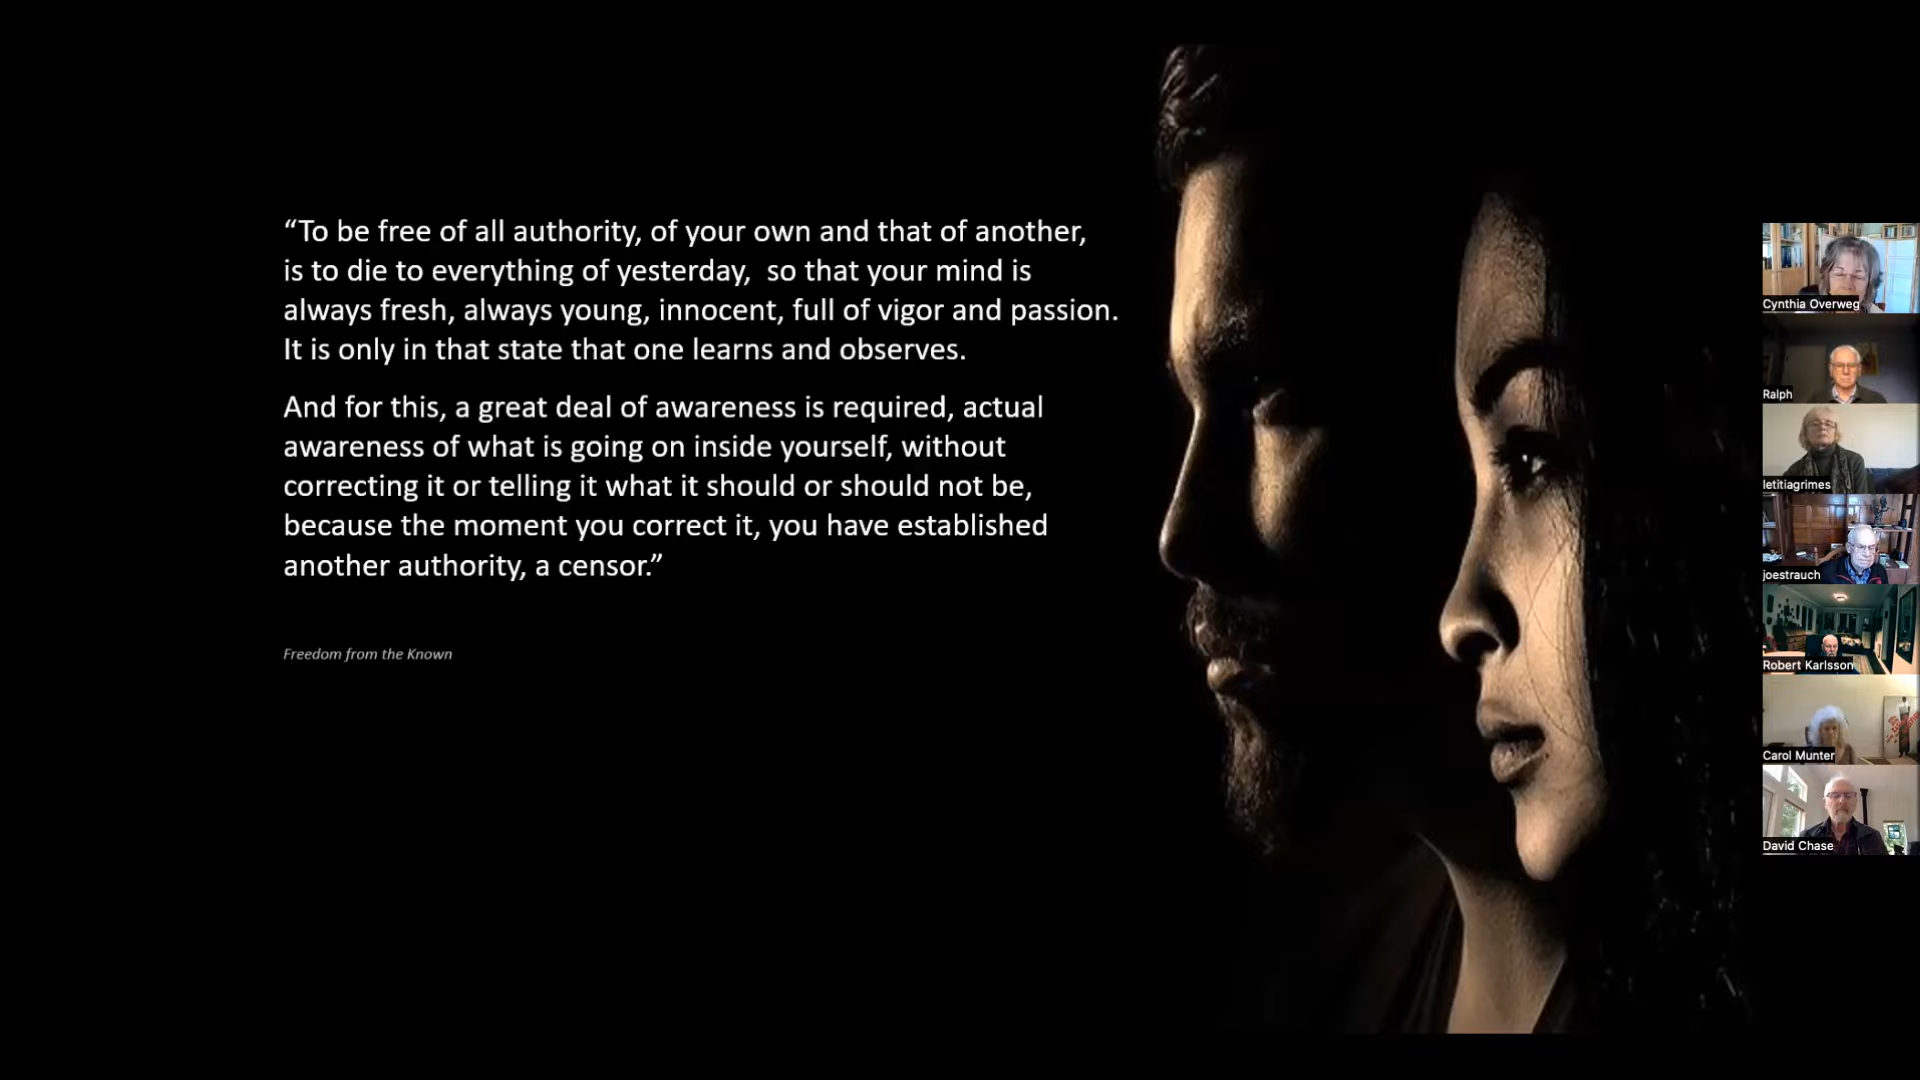 “To be free of all authority, of your own and that of another,
is to die to everything of yesterday,  so that your mind is
always fresh, always young, innocent, full of vigor and passion.
It is only in that state that one learns and observes.
And for this, a great deal of awareness is required, actual
awareness of what is going on inside yourself, without
correcting it or telling it what it should or should not be,
because the moment you correct it, you have established
another authority, a censor.”
Freedom from the Known
Cynthia Overweg
Ralph
letitiagrimes
joestrauch
Robert Karlsson
Carol Munter
David Chase